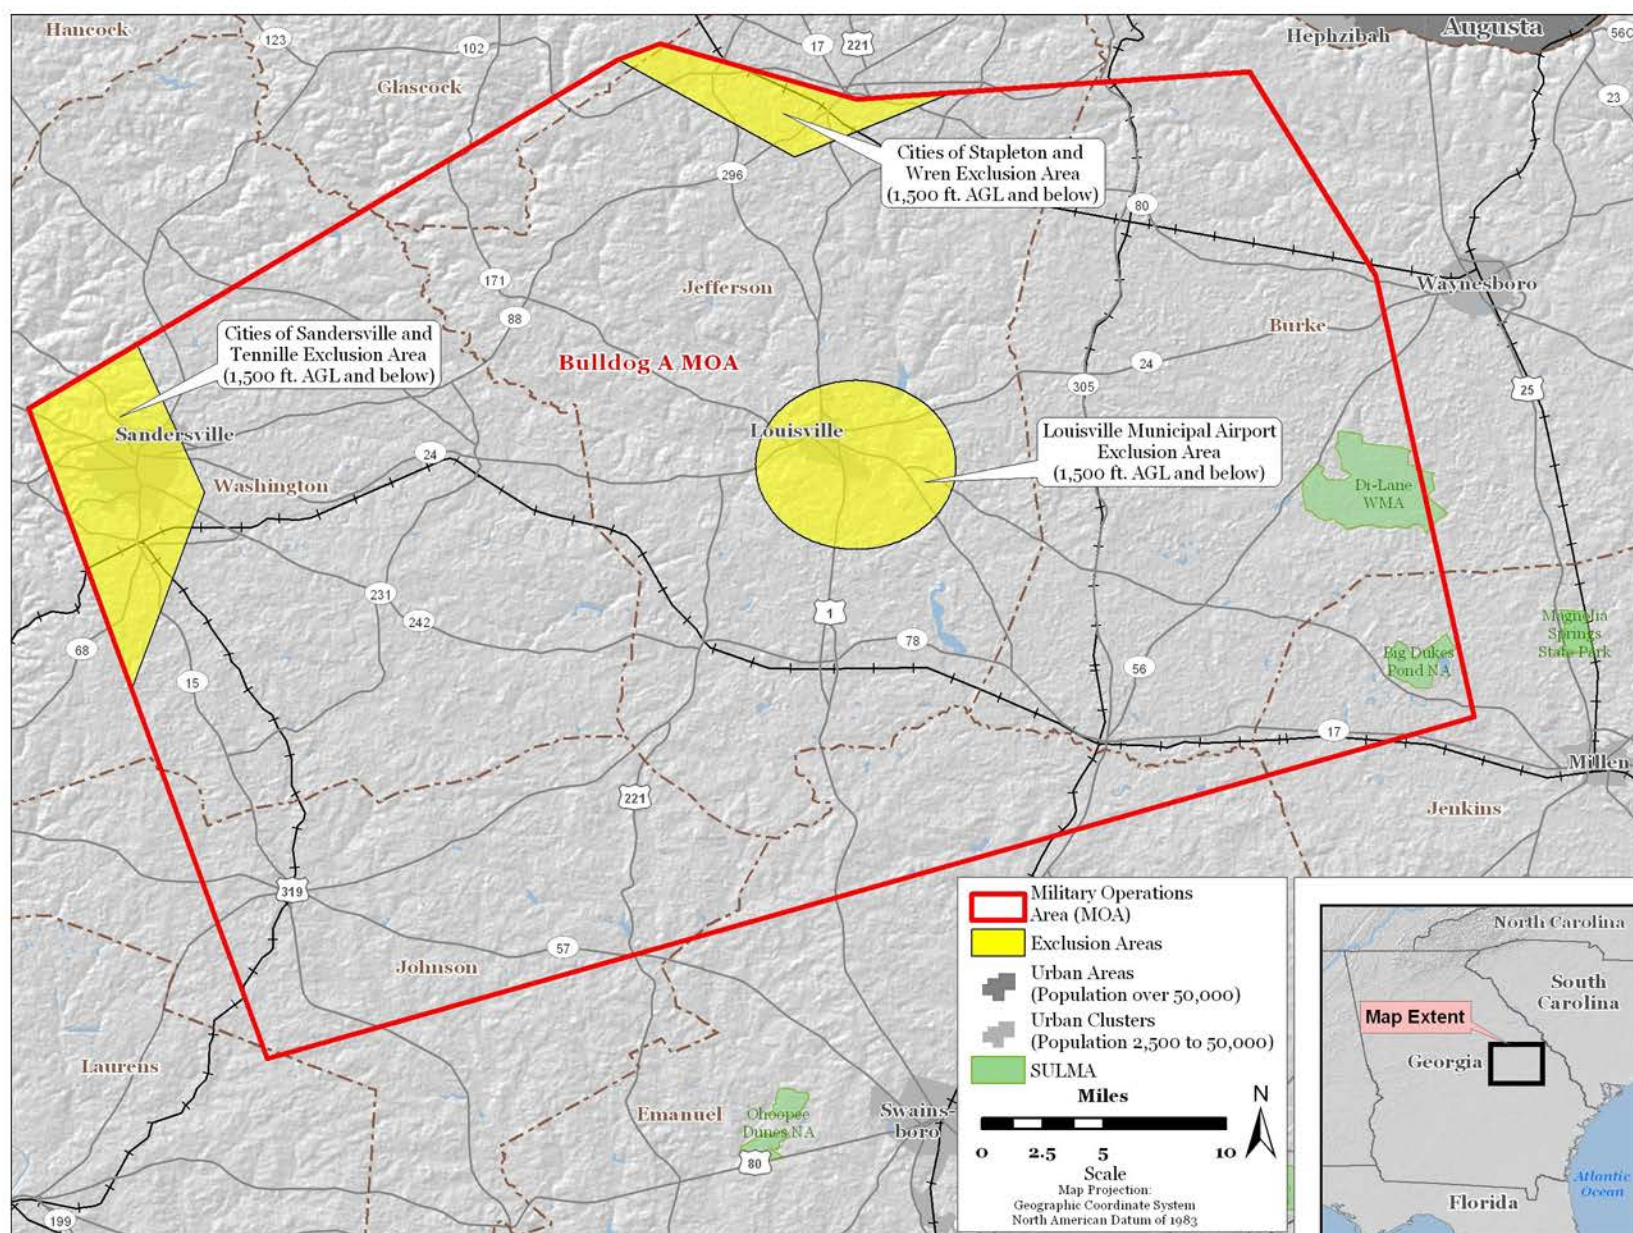 Hancock
123
102
17
221
Hephzibah
Augusta
56C
Glascock
23
Cities of Stapleton and
Wren Exclusion Area
(1,500 ft. AGL and below)
296
80
171
Jefferson
Waynesboro
88
Burke
Cities of Sandersville and
Tennille Exclusion Area
(1,500 ft. AGL and below)
Bulldog A MOA
24
305
25
Sandersville
Louisville
Louisville Municipal Airport
Exclusion Area
(1,500 ft. AGL and below)
24
Washington
Di-Lane
WMA
231
242
1
78
Magnolia
Springs
State Park
68
15
56
Big Dukes
Pond NA
17
Millen
221
Jenkins
319
57
Johnson
Laurens
Emanuel
Ohoopee
Dunes NA
80
Swains-
boro
199
Military Operations
Area (MOA)
Exclusion Areas
Urban Areas
(Population over 50,000)
Urban Clusters
(Population 2,500 to 50,000)
SULMA
Miles
N
0 2.5 5 10
Scale
Map Projection:
Geographic Coordinate System
North American Datum of 1983
North Carolina
South
Carolina
Map Extent
Georgia
Atlantic
Ocean
Florida